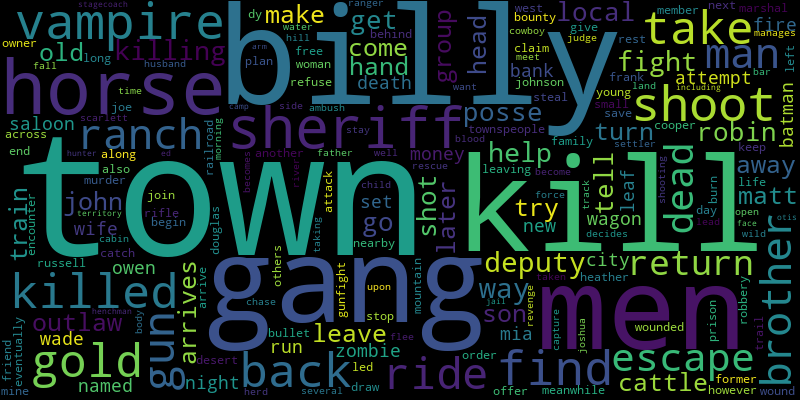 stagecoach
vampire
dy
make
billy
ranger
get
local
west
bounty
marshal
member
next
manages
owner
old
long
killing
water
hill
free
woman
behind
come
group
head
cowboy
give
judge
rest
take
fire
fall
husband
plan
arm
hand
claim
meet
man
left
horse
time
refuse
death
bank
frank
young
bar
including
fight
attempt
joe
scarlett
camp
side
ambush
want
johnson
steal
land
small
shoot
saloon
ranch
sheriff
posse
turn
save
cooper
robin
batman
across
railroad
morning
stay
townspeople
family
keep
end
along
another
father
well
money
help
settler
away
also
hunter
ed
becomes
river
rescue
blood
leaving
become
tell
leaf
shooting
life
murder
town
kill
dead
matt
train
john
join
attack
set
shot
later
force
track
day
burn
open
face
territory
rifle
child
go
try
wagon
lead
wild
encounter
wife
cabin
begin
douglas
taking
nearby
new
decides
otis
russell
catch
owen
gang
others
mountain
deputy
city
return
brother
killed
gun
arrives
arrive
gunfight
upon
way
heather
taken
men
outlaw
chase
stop
son
jail
revenge
wounded
prison
robbery
trail
henchman
body
bullet
leave
flee
mia
capture
joshua
wade
run
zombie
escape
friend
eventually
gold
desert
led
order
find
named
night
back
ride
cattle
former
mine
herd
several
draw
offer
meanwhile
however
wound